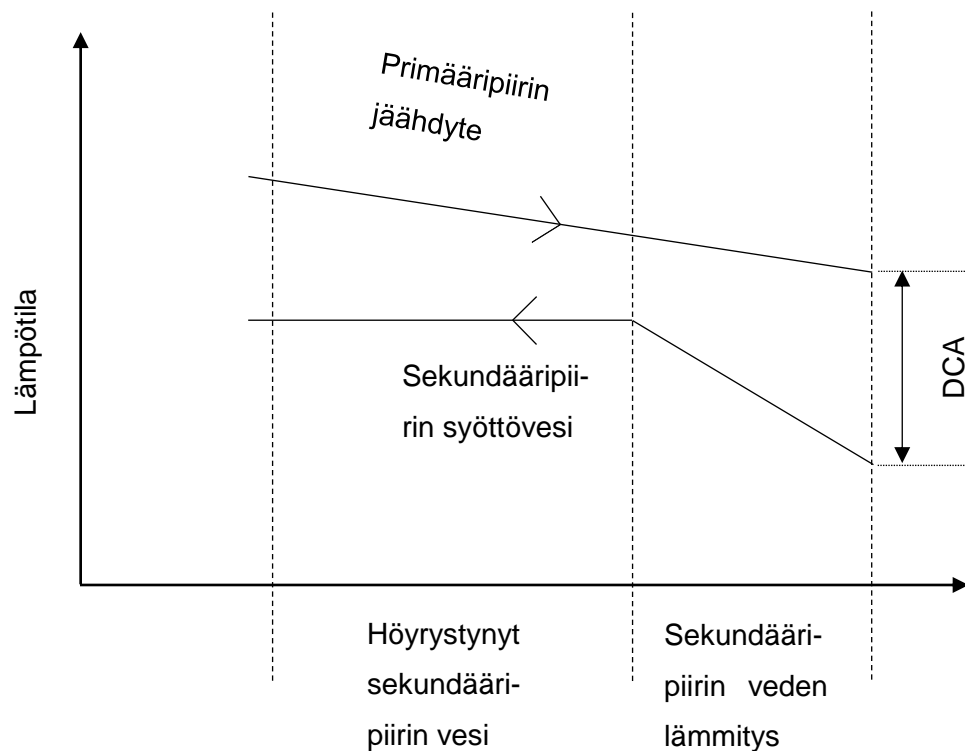 Primääripiirin
jäähdyte
Lämpötila
Sekundääripii-
rin syöttövesi
DCA
Höyrystynyt
sekundääri-
piirin vesi
Sekundääri-
piirin veden
lämmitys